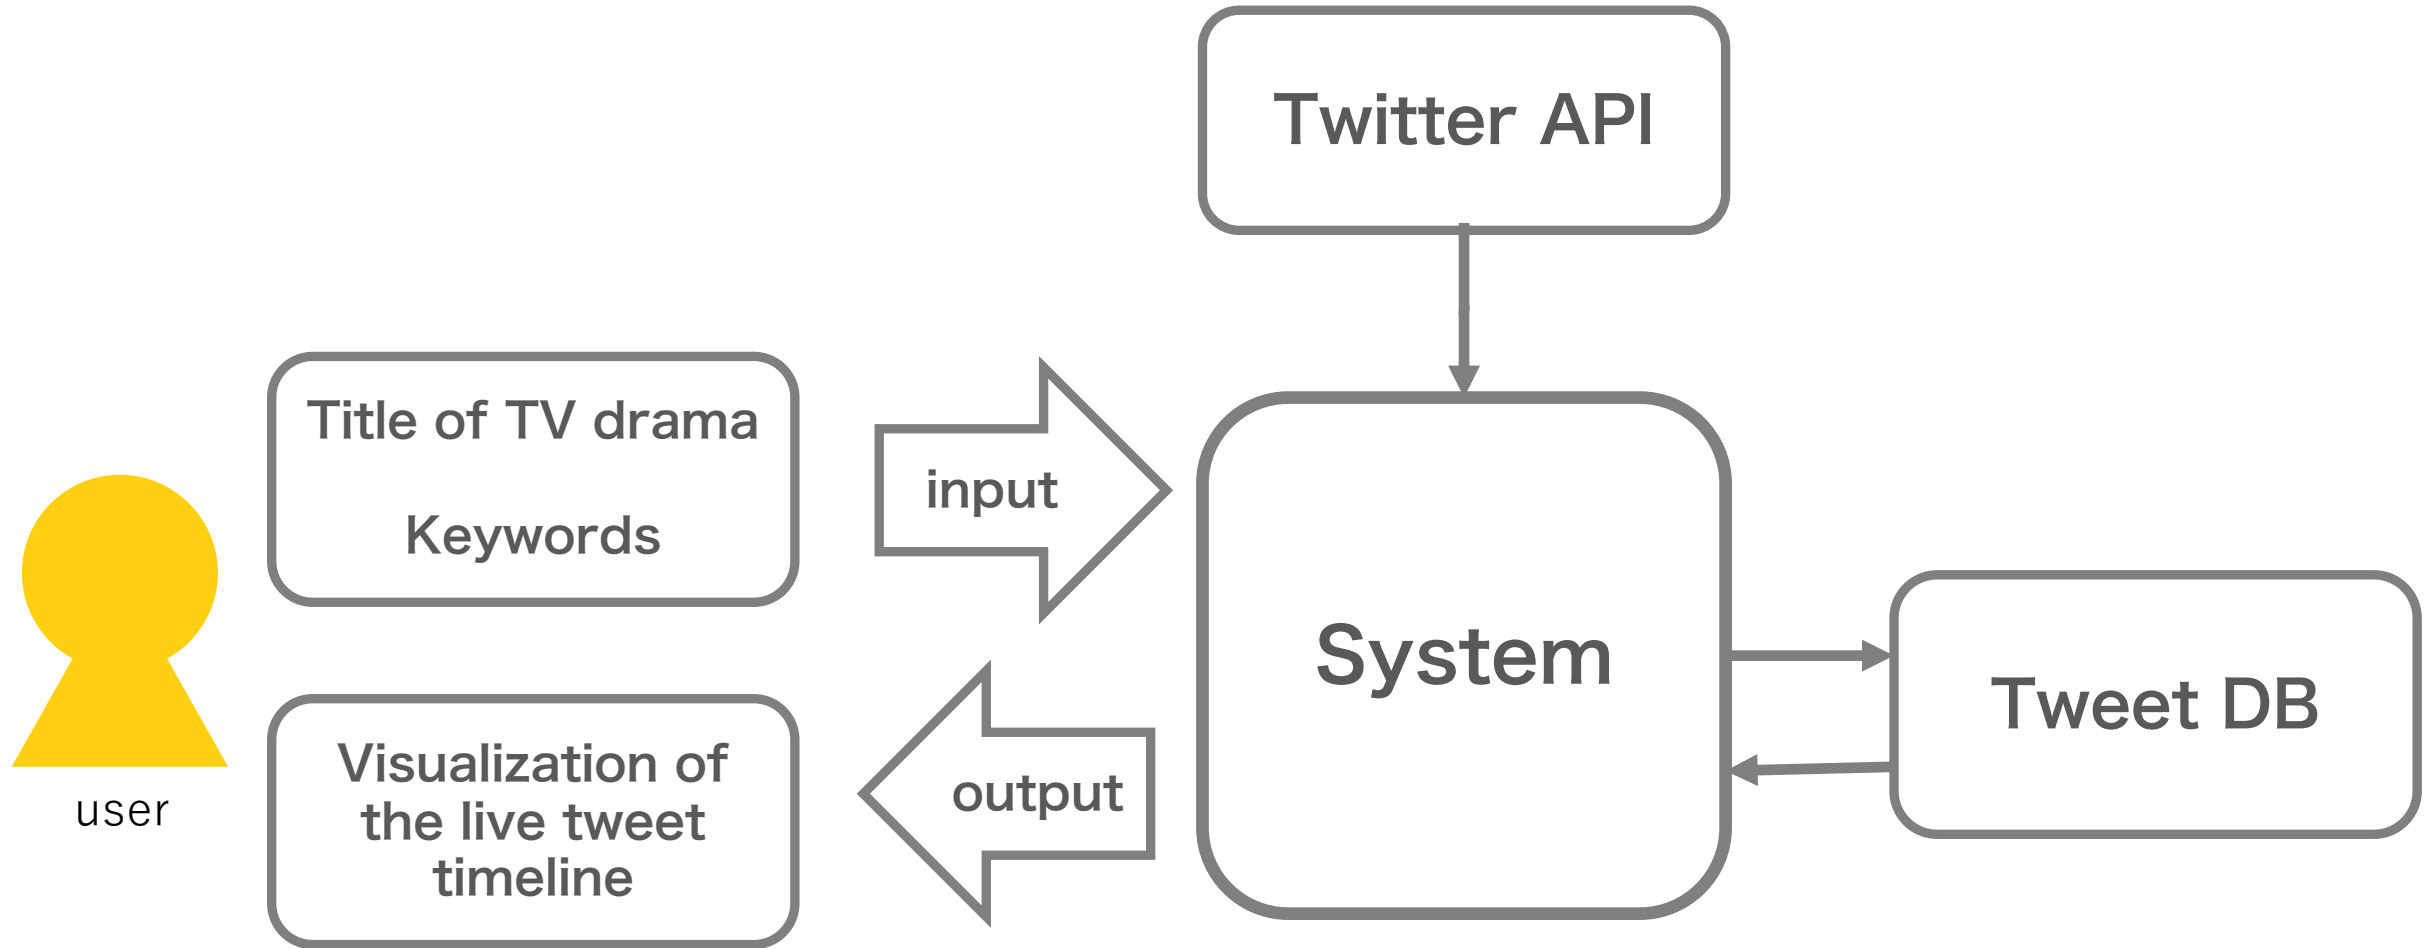 Twitter API
Title of TV drama
Keywords
input
System
Tweet DB
user
Visualization of
the live tweet
timeline
output